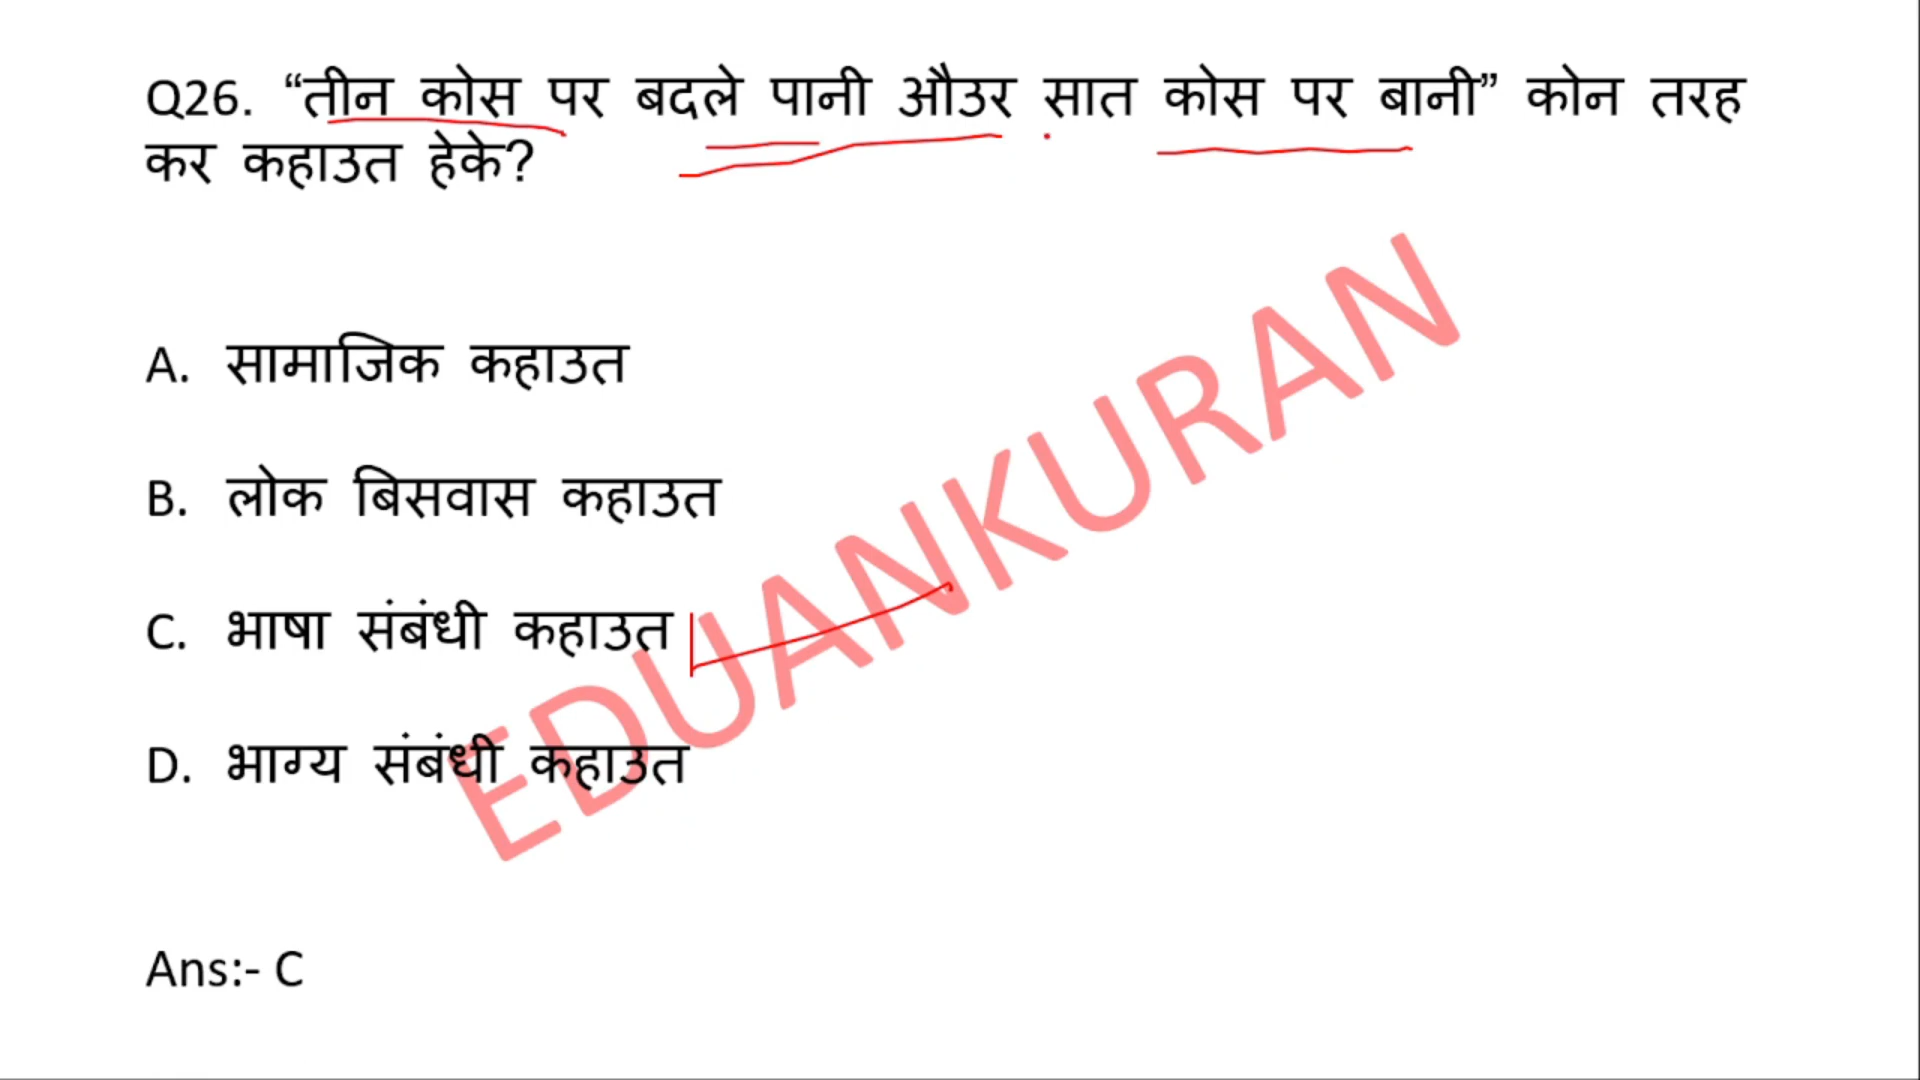 Q26. “तीन कोस पर बदले पानी औउर सात कोस पर बानी” कोन तरह
कर कहाउत हेके?
A. सामाजिक कहाउत
B. लोक बिसवास कहाउत
C. भाषा संबंधी कहाउत
D. भाग्य संबंधी कहाउत
EDUANKURAN
Ans:- C